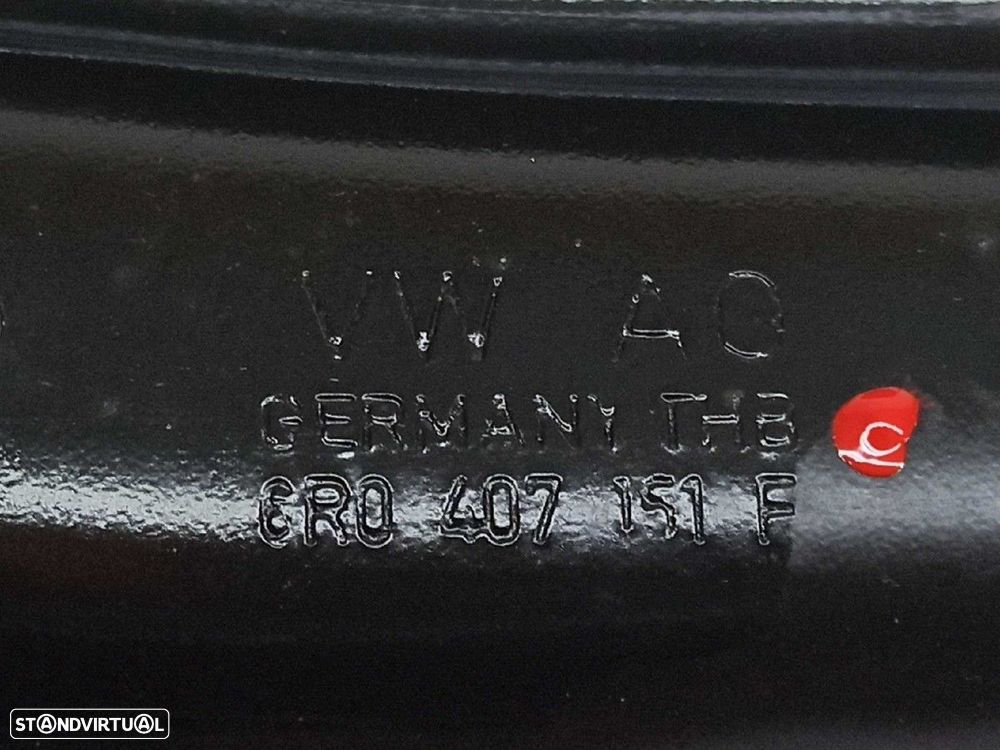 VW AG
GERMANY THB
6R0 407 151 F
C
STANDVIRTUAL